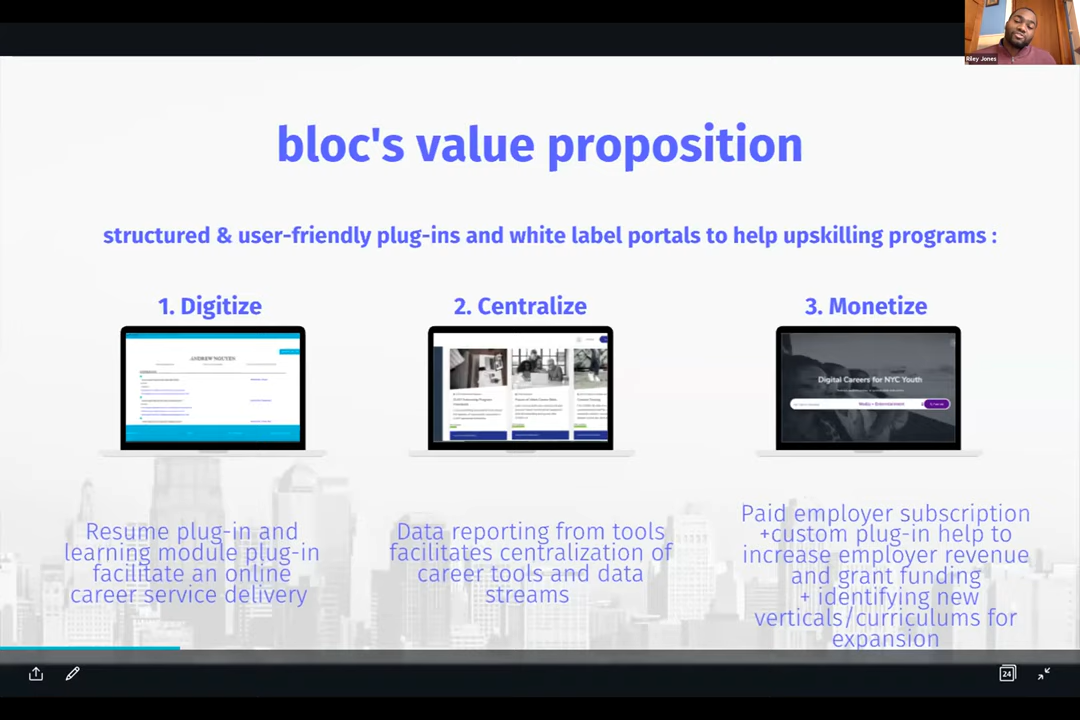 Riley Jones
bloc's value proposition
structured & user-friendly plug-ins and white label portals to help upskilling programs :
1. Digitize
2. Centralize
3. Monetize
ANDREW NGUYEN
Digital Careers for NYC Youth
Media + Entertainment
Resume plug-in and
learning module plug-in
facilitate an online
career service delivery
Data reporting from tools
facilitates centralization of
career tools and data
streams
Paid employer subscription
+custom plug-in help to
increase employer revenue
and grant funding
+ identifying new
verticals/curriculums for
expansion
24